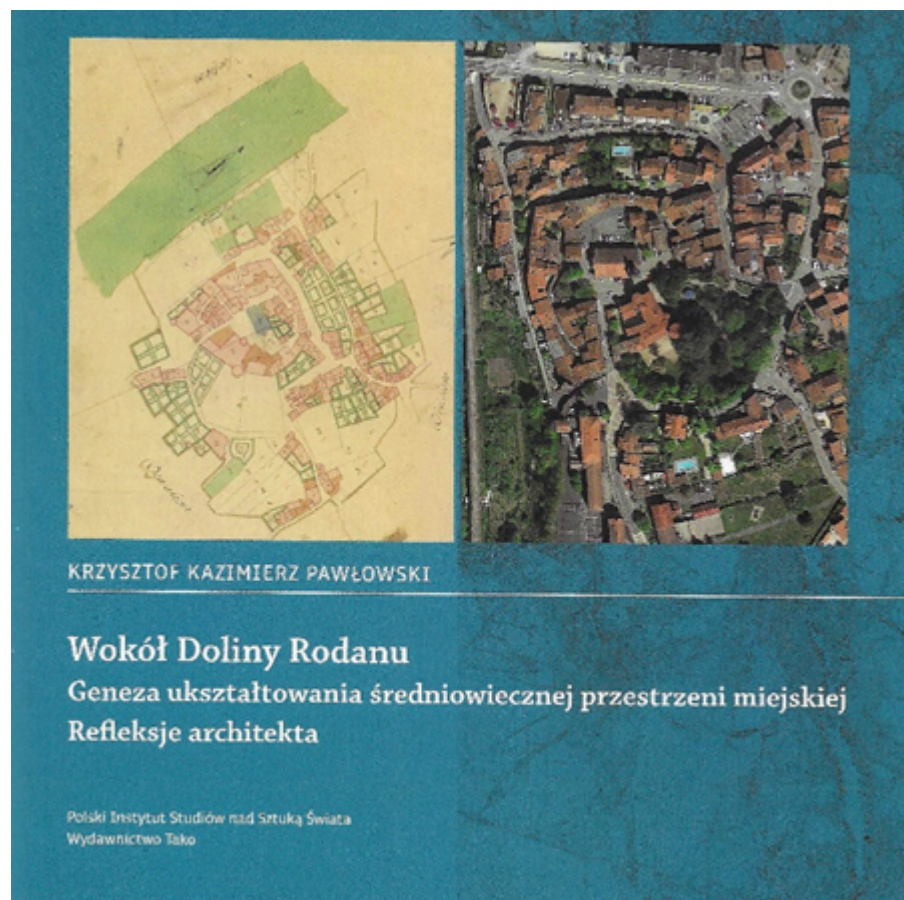 KRZYSZTOF KAZIMIERZ PAWŁOWSKI
Wokół Doliny Rodanu
Geneza ukształtowania średniowiecznej przestrzeni miejskiej
Refleksje architekta
Polski Instytut Studiów nad Sztuką Świata
Wydawnictwo Tako